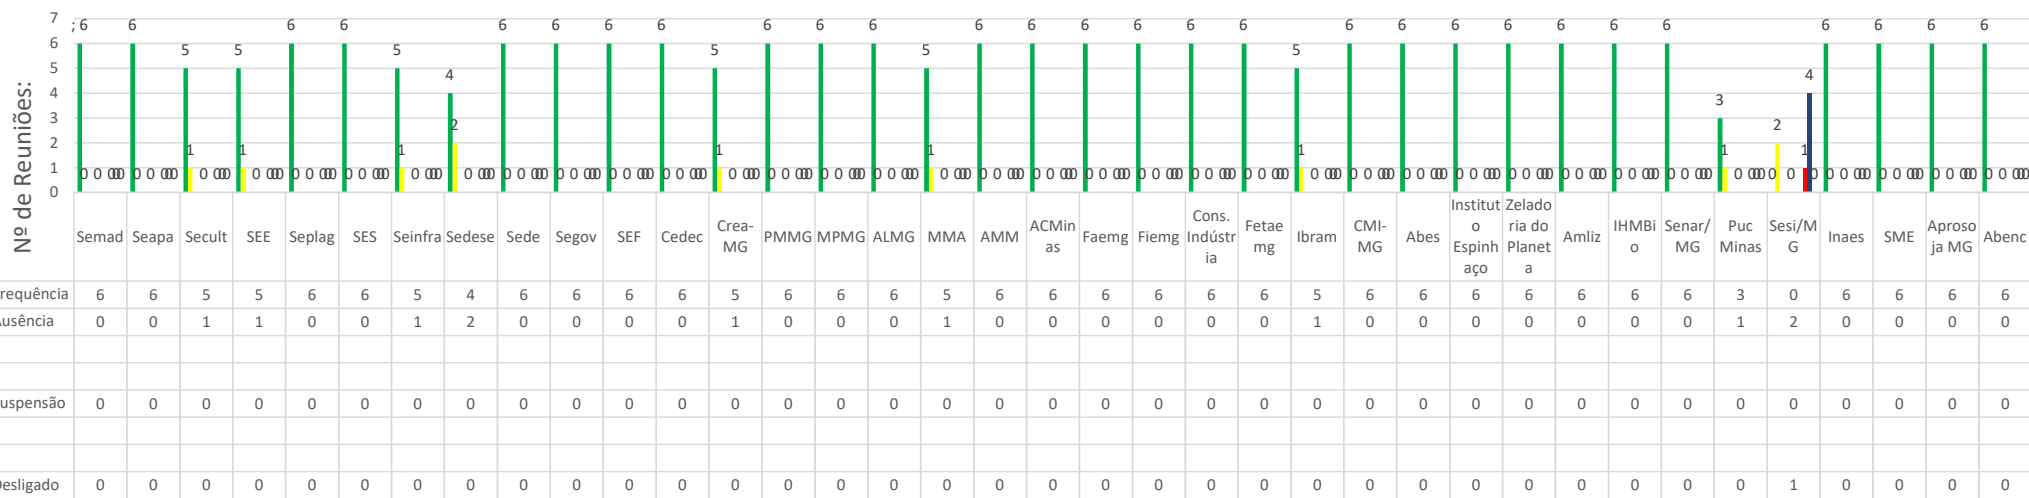 Nº de Reuniões:
7
6
5
4
3
2
1
0
; 6 6 6 6 6 6 6 6 6 6 6 6 6 6 6 6 6 6 6 6 6 6 6 6 6 6 6 6
5 5 5 5 5 5
4 4
3
2 2
1 1 1 1 1 1 1 1
Semad Seapa Secult SEE Seplag SES Seinfra Sedese Sede Segov SEF Cedec Crea-MG PMMG MPMG ALMG MMA AMM ACMinas Faemg Fiemg Cons. Indústria Fetaemg Ibram CMI-MG Abes Instituto Espinhaço Zeladoria do Planeta Amliz IHMBio Senar/MG Puc Minas Sesi/MG Inaes SME Aprosoja MG Abenc
requência 6 6 5 5 6 6 5 4 6 6 6 6 5 6 6 6 5 6 6 6 6 6 6 5 6 6 6 6 6 6 6 3 0 6 6 6 6
usência 0 0 1 1 0 0 1 2 0 0 0 0 1 0 0 0 1 0 0 0 0 0 0 1 0 0 0 0 0 0 0 1 2 0 0 0 0
uspensão 0 0 0 0 0 0 0 0 0 0 0 0 0 0 0 0 0 0 0 0 0 0 0 0 0 0 0 0 0 0 0 0 0 0 0 0 0
Desligado 0 0 0 0 0 0 0 0 0 0 0 0 0 0 0 0 0 0 0 0 0 0 0 0 0 0 0 0 0 0 0 0 1 0 0 0 0